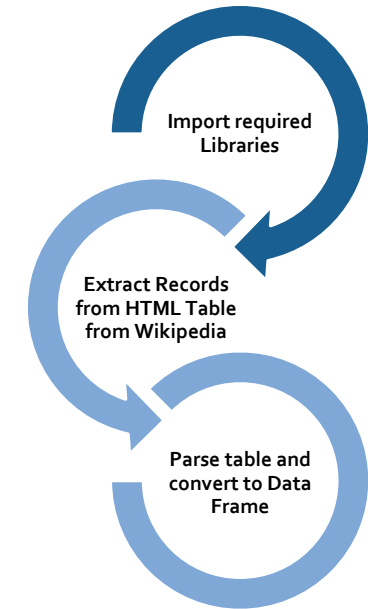 Import required
Libraries
Extract Records
from HTML Table
from Wikipedia
Parse table and
convert to Data
Frame